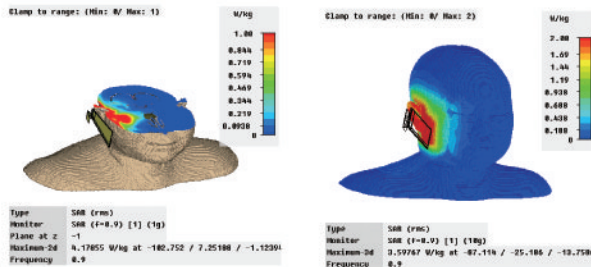 Clamp to range: (Min: 0/ Max: 1)
W/kg
1.00
0.844
0.719
0.594
0.469
0.344
0.219
0.0938
0
Type SAR (rms)
Monitor SAR (f=0.9) [1] (1g)
Plane at z -1
Maximum-2d 4.17055 W/kg at -102.752 / 7.25100 / -1.12394
Frequency 0.9
Clamp to range: (Min: 0/ Max: 2)
W/kg
2.00
1.69
1.44
1.19
0.938
0.688
0.438
0.188
0
Type SAR (rms)
Monitor SAR (f=0.9) [1] (10g)
Maximum-3d 3.59767 W/kg at -87.114 / -25.106 / -13.750
Frequency 0.9